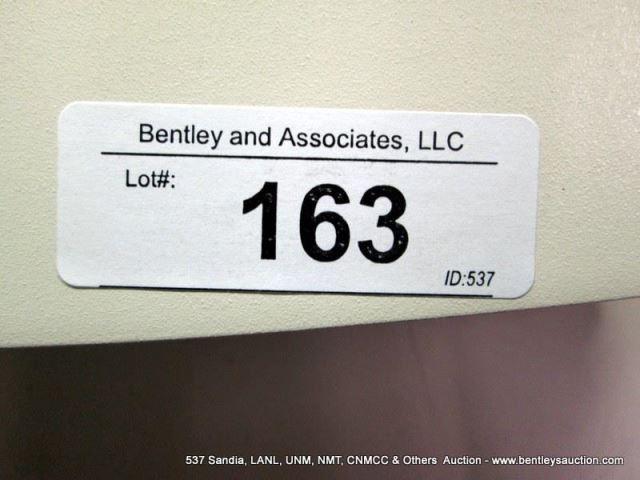 Bentley and Associates, LLC
Lot#:
163
ID:537
537 Sandia, LANL, UNM, NMT, CNMCC & Others  Auction - www.bentleysauction.com